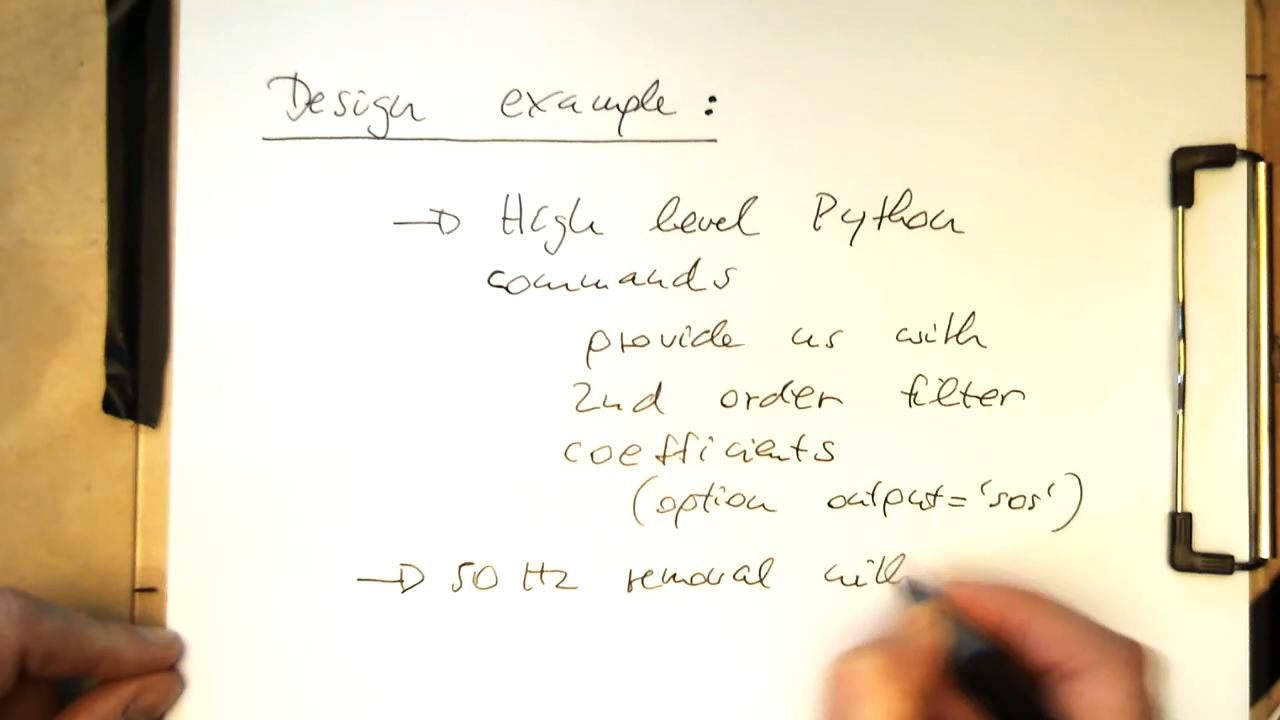 Design example:
→ High level Python
commands
provide us with
2nd order filter
coefficients
(option output='sos')
→ 50 Hz removal with